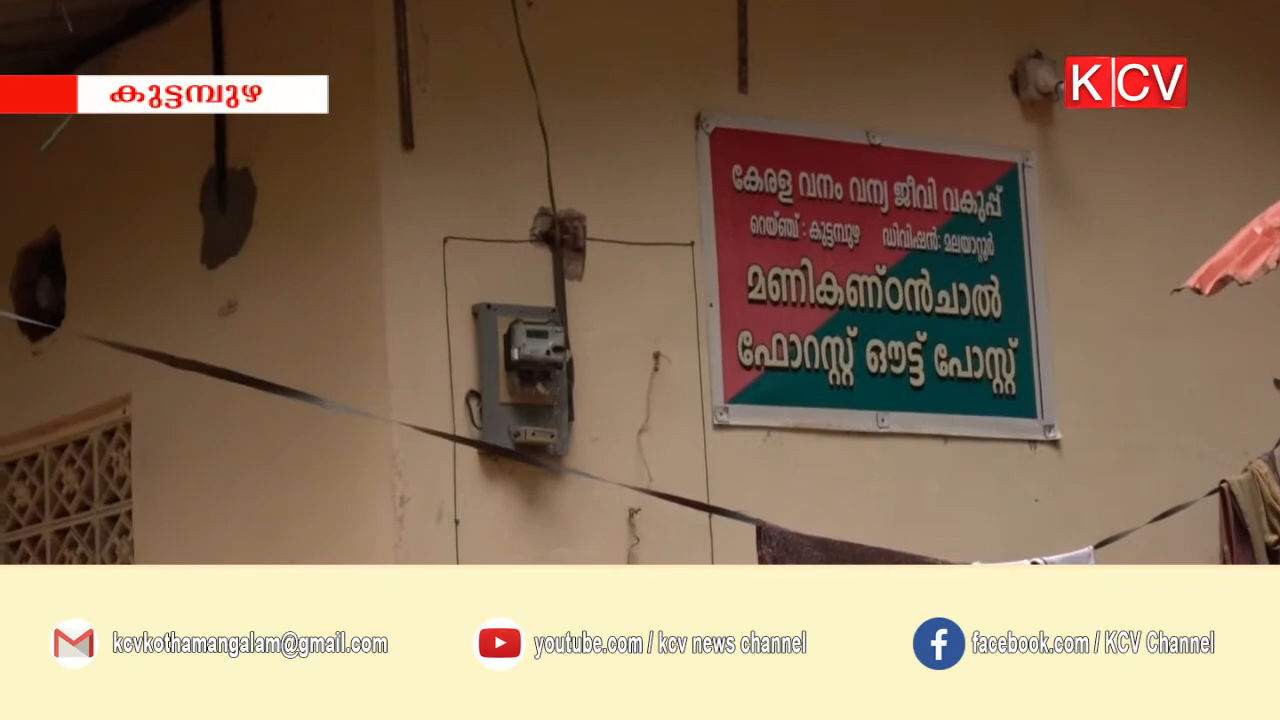 കുട്ടമ്പുഴ
KCV
കേരള വനം വന്യ ജീവി വകുപ്പ്
റെയ്ഞ്ച് : കുട്ടമ്പുഴ ഡിവിഷൻ: മലയാറ്റൂർ
മണികണ്ഠൻചാൽ
ഫോറസ്റ്റ് ഔട്ട് പോസ്റ്റ്
kcvkothamangalam@gmail.com
youtube.com / kcv news channel
facebook.com / KCV Channel